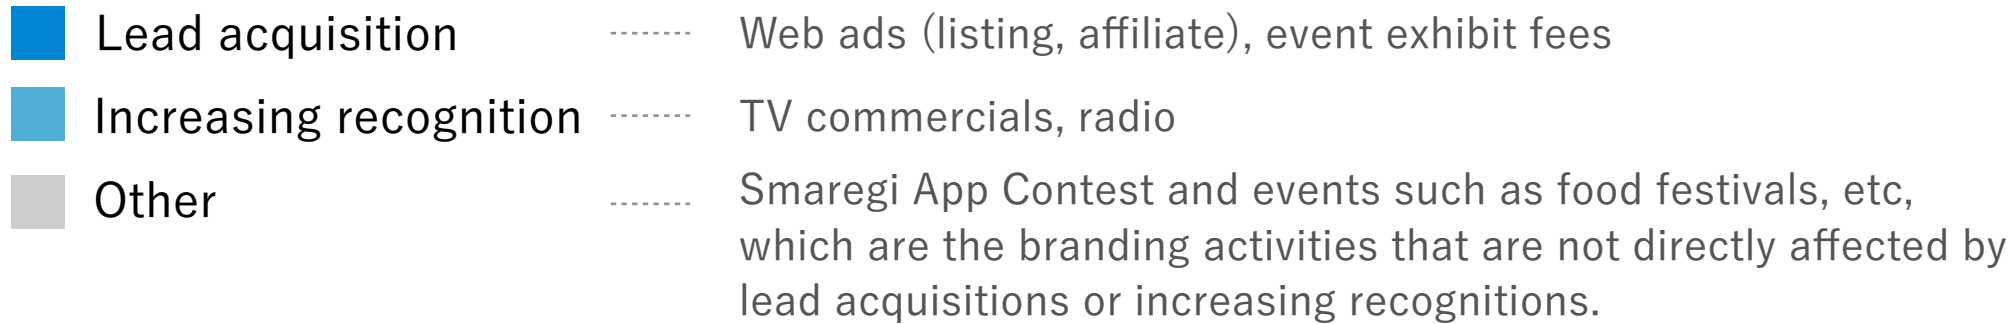 Lead acquisition -------- Web ads (listing, affiliate), event exhibit fees
Increasing recognition -------- TV commercials, radio
Other -------- Smaregi App Contest and events such as food festivals, etc,
which are the branding activities that are not directly affected by
lead acquisitions or increasing recognitions.